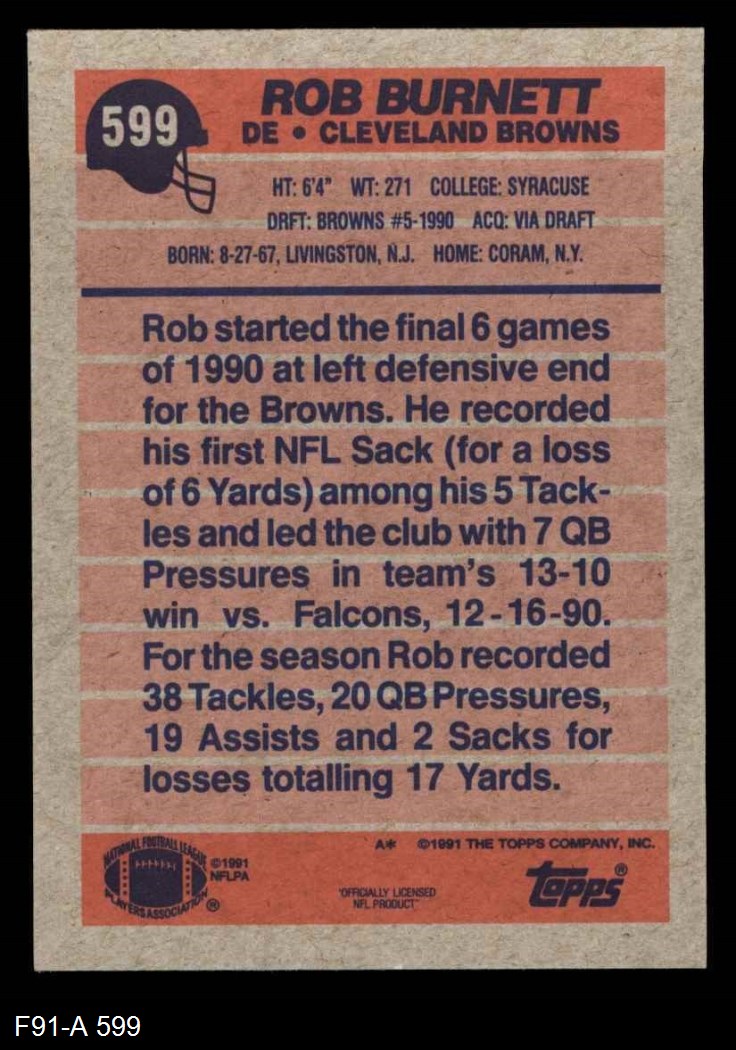 599
ROB BURNETT
DE • CLEVELAND BROWNS
HT: 6'4" WT: 271 COLLEGE: SYRACUSE
DRFT: BROWNS #5-1990 ACQ: VIA DRAFT
BORN: 8-27-67, LIVINGSTON, N.J. HOME: CORAM, N.Y.
Rob started the final 6 games
of 1990 at left defensive end
for the Browns. He recorded
his first NFL Sack (for a loss
of 6 Yards) among his 5 Tack-
les and led the club with 7 QB
Pressures in team's 13-10
win vs. Falcons, 12-16-90.
For the season Rob recorded
38 Tackles, 20 QB Pressures,
19 Assists and 2 Sacks for
losses totalling 17 Yards.
A* ©1991 THE TOPPS COMPANY, INC.
NATIONAL FOOTBALL LEAGUE
PLAYERS ASSOCIATION ®
©1991
NFLPA
"OFFICIALLY LICENSED
NFL PRODUCT"
topps®
F91-A 599